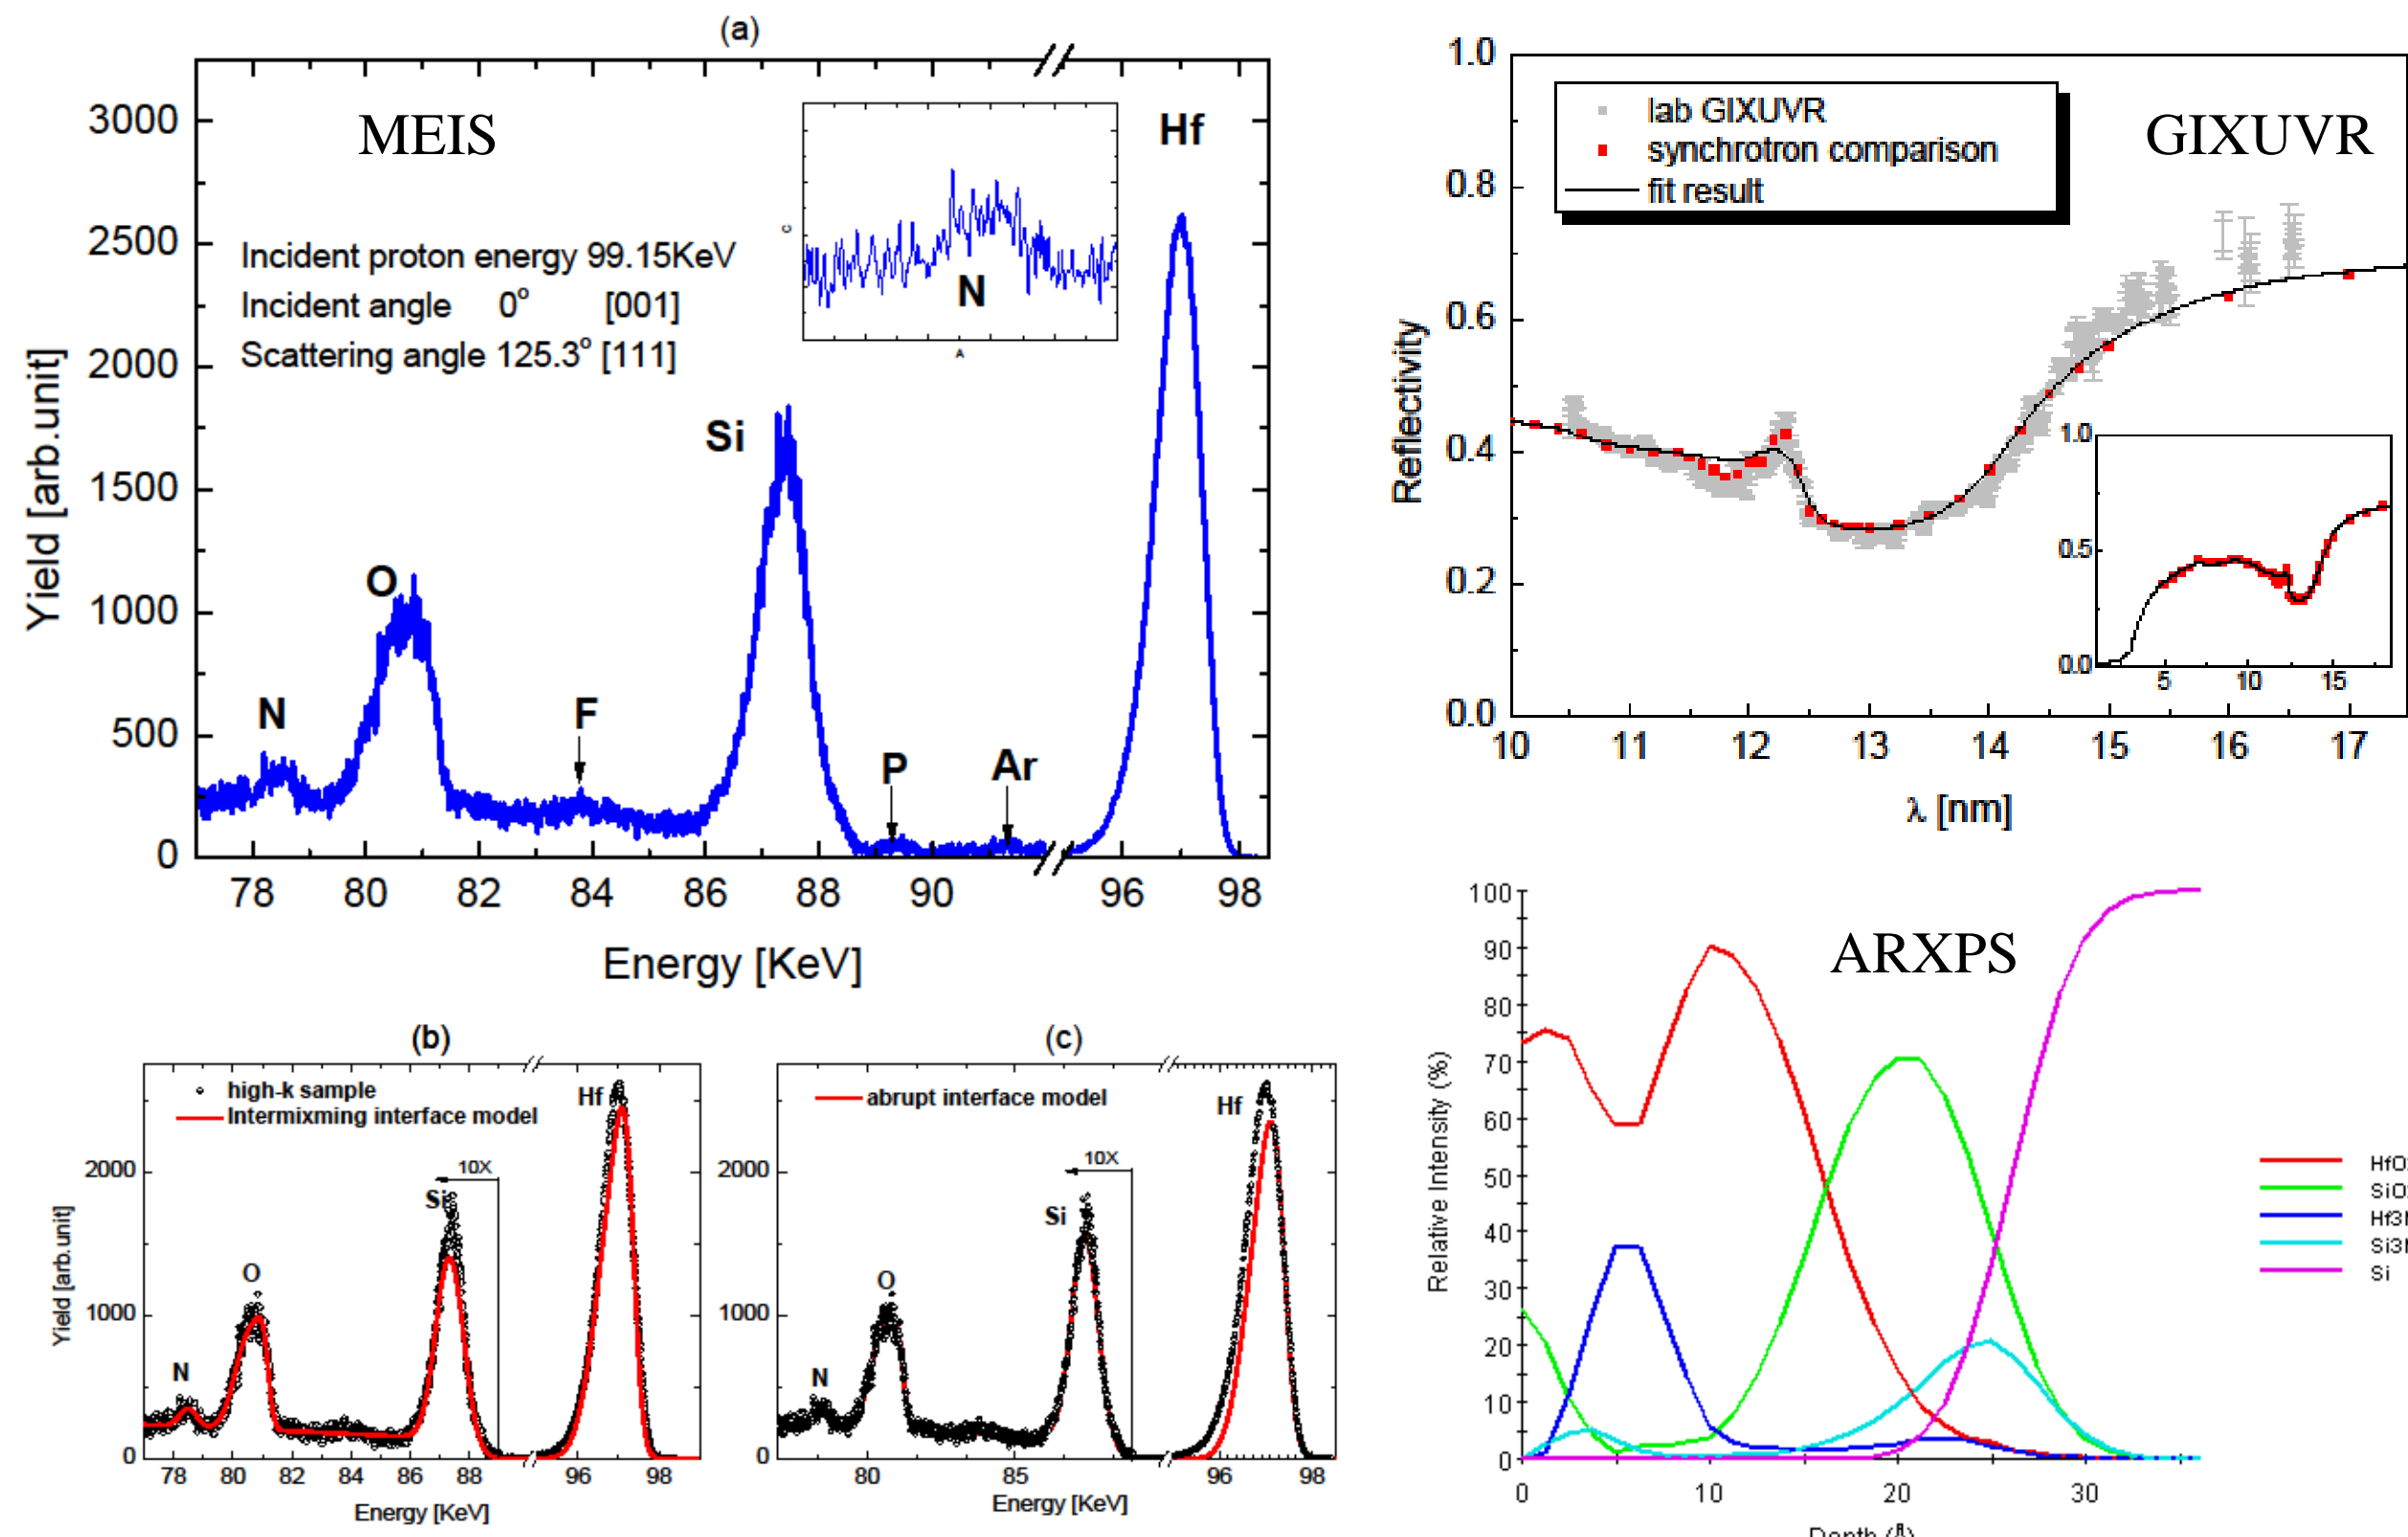 (a)
MEIS
Incident proton energy 99.15KeV
Incident angle 0° [001]
Scattering angle 125.3° [111]
3000
2500
2000
1500
1000
500
0
Yield [arb.unit]
N
O
F
Si
P
Ar
Hf
N
C
A
78 80 82 84 86 88 90 96 98
Energy [KeV]
GIXUVR
lab GIXUVR
synchrotron comparison
fit result
1.0
0.8
0.6
0.4
0.2
0.0
Reflectivity
1.0
0.5
0.0
5 10 15
10 11 12 13 14 15 16 17
λ [nm]
(b)
high-k sample
Intermixming interface model
Hf
10X
Si
O
N
2000
1000
0
Yield [arb.unit]
78 80 82 84 86 88 96 98
Energy [KeV]
(c)
abrupt interface model
Hf
10X
Si
O
N
2000
1000
0
80 85 96 98
Energy [KeV]
ARXPS
100
90
80
70
60
50
40
30
20
10
0
Relative Intensity (%)
HfO
SiO
Hf3
Si3
Si
0 10 20 30
Depth (Å)